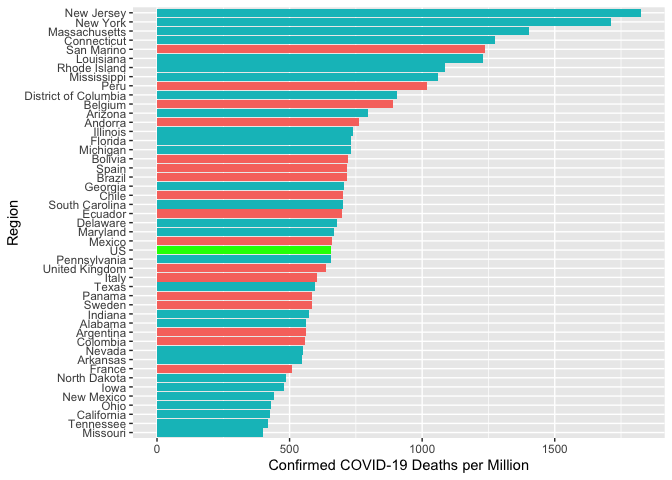 New Jersey
New York
Massachusetts
Connecticut
San Marino
Louisiana
Rhode Island
Mississippi
Peru
District of Columbia
Belgium
Arizona
Andorra
Illinois
Florida
Michigan
Bolivia
Spain
Brazil
Georgia
Chile
South Carolina
Ecuador
Delaware
Maryland
Mexico
US
Pennsylvania
United Kingdom
Italy
Texas
Panama
Sweden
Indiana
Alabama
Argentina
Colombia
Nevada
Arkansas
France
North Dakota
Iowa
New Mexico
Ohio
California
Tennessee
Missouri
Region
0 500 1000 1500
Confirmed COVID-19 Deaths per Million